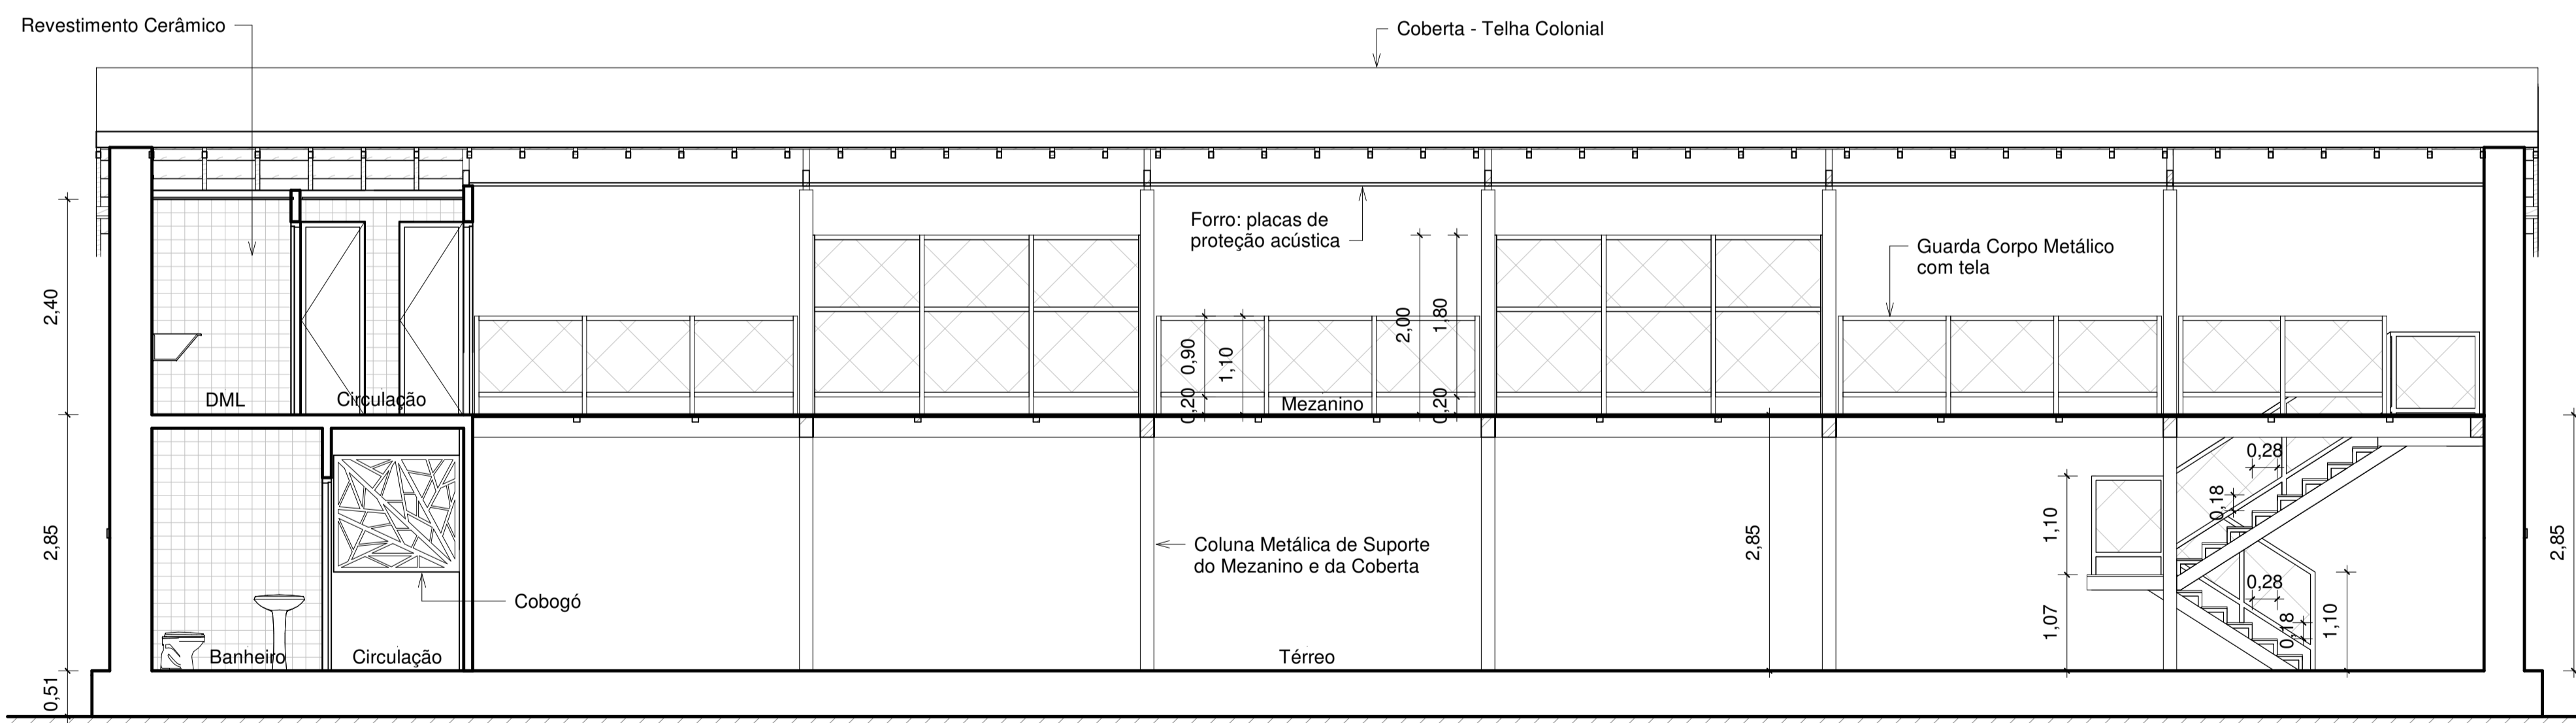 Revestimento Cerâmico
Coberta - Telha Colonial
Forro: placas de
proteção acústica
Guarda Corpo Metálico
com tela
2,40
2,00
1,80
0,90
1,10
0,20
0,20
DML
Circulação
Mezanino
0,28
0,18
2,85
1,10
Coluna Metálica de Suporte
do Mezanino e da Coberta
2,85
2,85
Cobogó
0,28
0,18
1,07
1,10
Banheiro
Circulação
Térreo
0,51